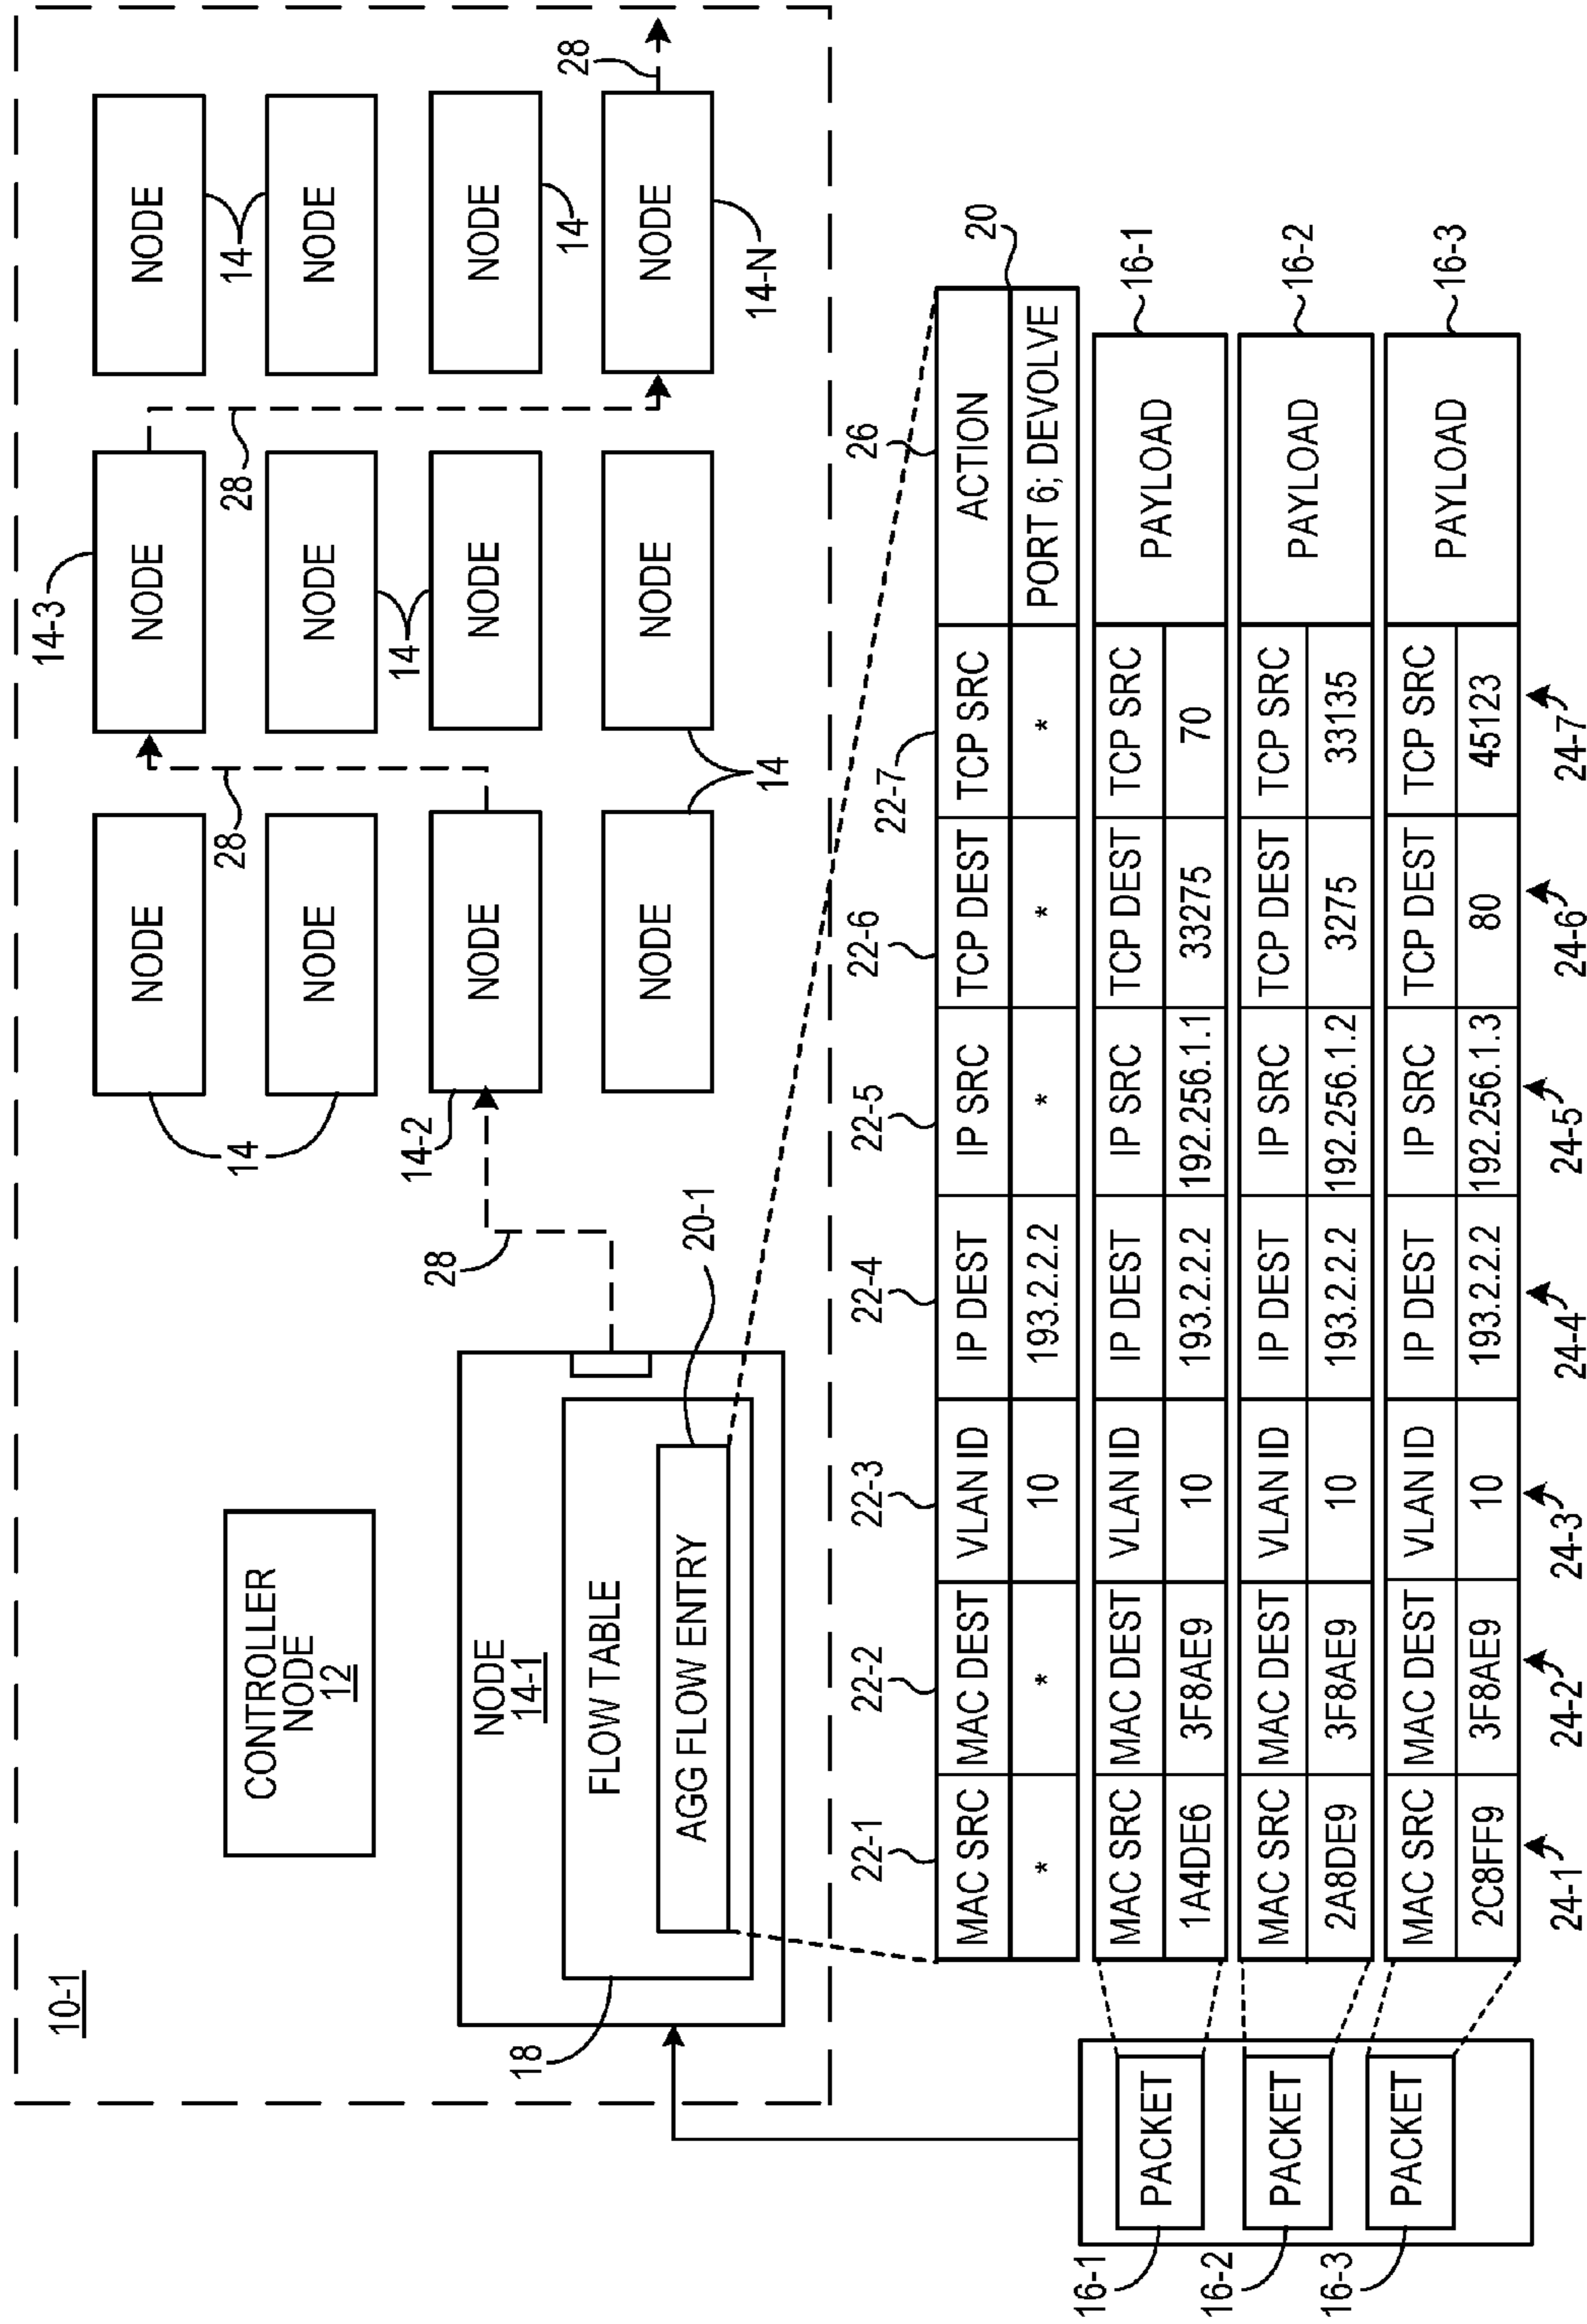 10-1
CONTROLLER
NODE
12
NODE
14-1
FLOW TABLE
AGG FLOW ENTRY
18
20-1
28
14
14-2
NODE
NODE
NODE
NODE
28
14-3
14
14
NODE
NODE
NODE
NODE
28
14
14
14-N
NODE
NODE
NODE
NODE
28
22-1
22-2
22-3
22-4
22-5
22-6
22-7
26
20
MAC SRC MAC DEST VLAN ID IP DEST IP SRC TCP DEST TCP SRC ACTION
* * 10 193.2.2.2 * * * PORT 6; DEVOLVE
16-1
PACKET
16-2
PACKET
16-3
PACKET
MAC SRC MAC DEST VLAN ID IP DEST IP SRC TCP DEST TCP SRC PAYLOAD
1A4DE6 3F8AE9 10 193.2.2.2 192.256.1.1 33275 70
16-1
MAC SRC MAC DEST VLAN ID IP DEST IP SRC TCP DEST TCP SRC PAYLOAD
2A8DE9 3F8AE9 10 193.2.2.2 192.256.1.2 3275 33135
16-2
MAC SRC MAC DEST VLAN ID IP DEST IP SRC TCP DEST TCP SRC PAYLOAD
2C8FF9 3F8AE9 10 193.2.2.2 192.256.1.3 80 45123
16-3
24-1
24-2
24-3
24-4
24-5
24-6
24-7